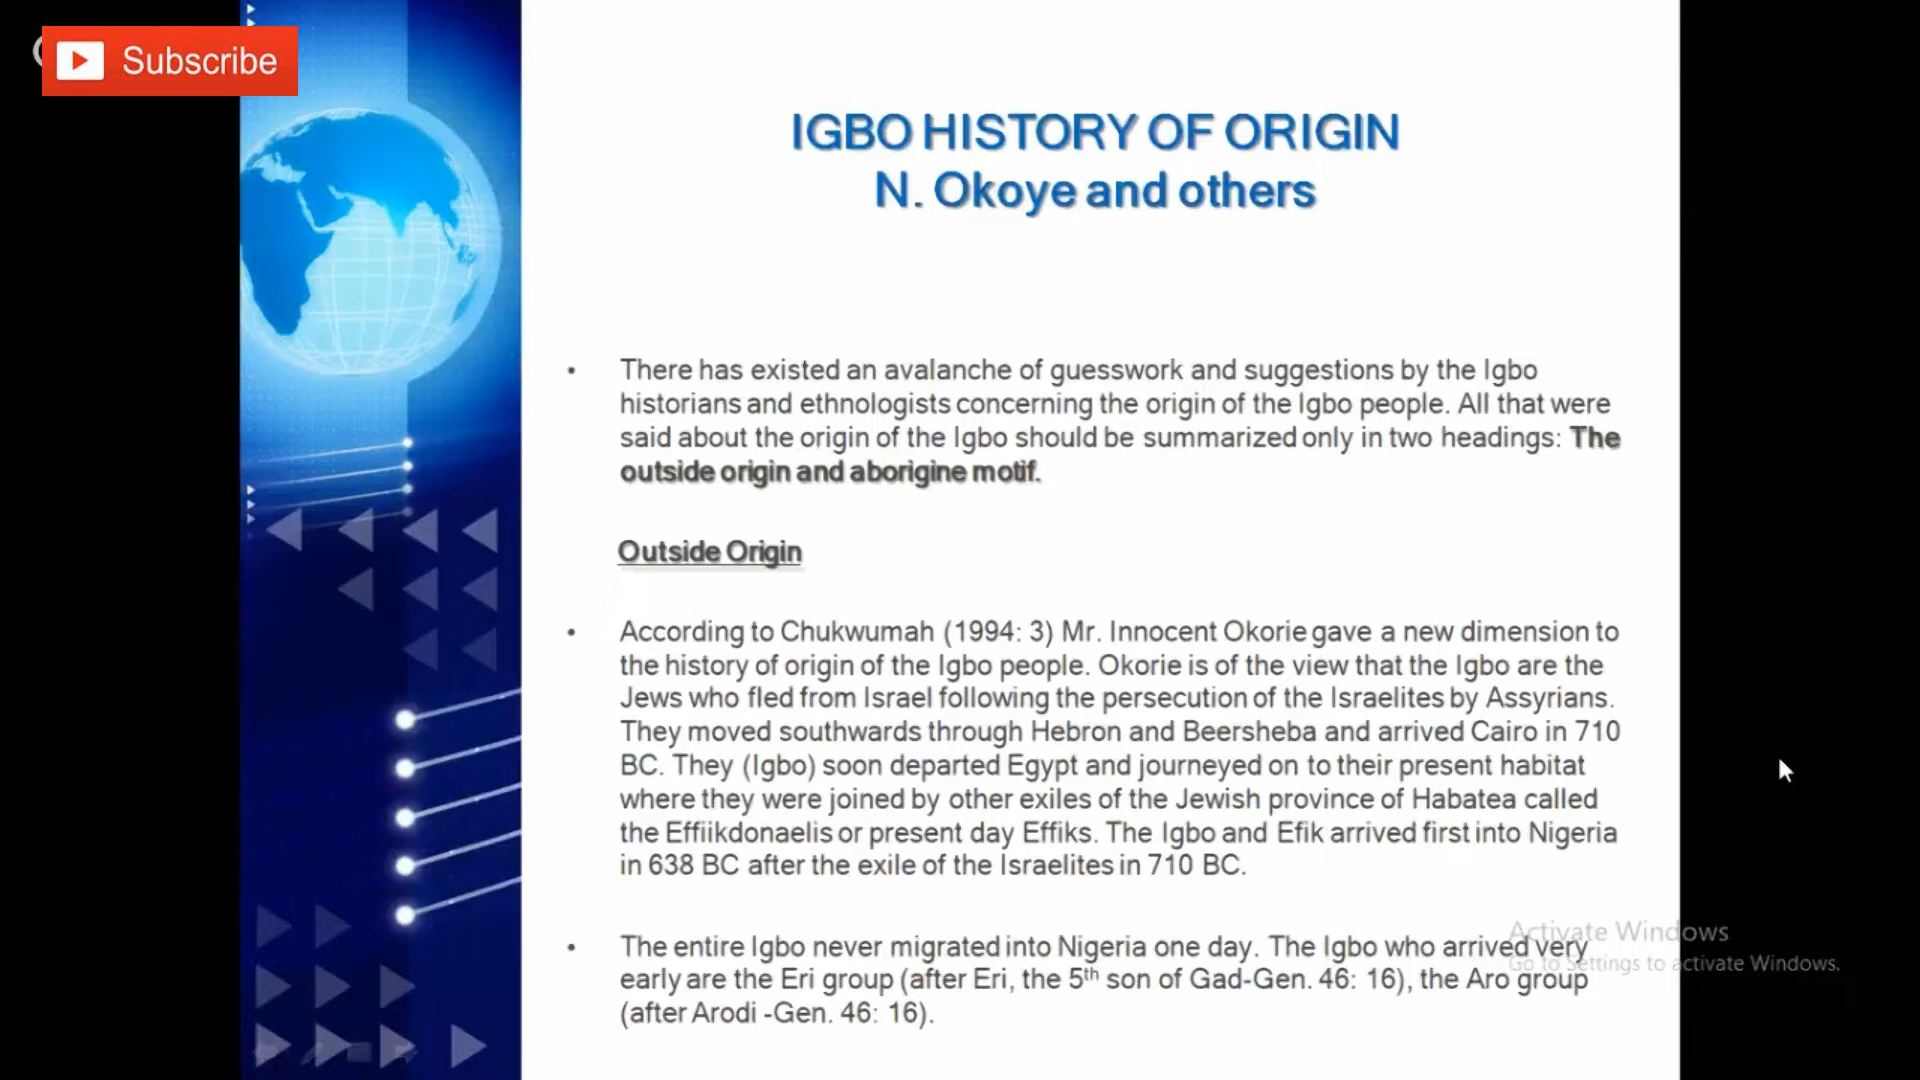 Subscribe
IGBO HISTORY OF ORIGIN
N. Okoye and others
• There has existed an avalanche of guesswork and suggestions by the Igbo
historians and ethnologists concerning the origin of the Igbo people. All that were
said about the origin of the Igbo should be summarized only in two headings: The
outside origin and aborigine motif.
Outside Origin
• According to Chukwumah (1994: 3) Mr. Innocent Okorie gave a new dimension to
the history of origin of the Igbo people. Okorie is of the view that the Igbo are the
Jews who fled from Israel following the persecution of the Israelites by Assyrians.
They moved southwards through Hebron and Beersheba and arrived Cairo in 710
BC. They (Igbo) soon departed Egypt and journeyed on to their present habitat
where they were joined by other exiles of the Jewish province of Habatea called
the Effiikdonaelis or present day Effiks. The Igbo and Efik arrived first into Nigeria
in 638 BC after the exile of the Israelites in 710 BC.
• The entire Igbo never migrated into Nigeria one day. The Igbo who arrived very
early are the Eri group (after Eri, the 5th son of Gad-Gen. 46: 16), the Aro group
(after Arodi -Gen. 46: 16).
Activate Windows
Go to Settings to activate Windows.